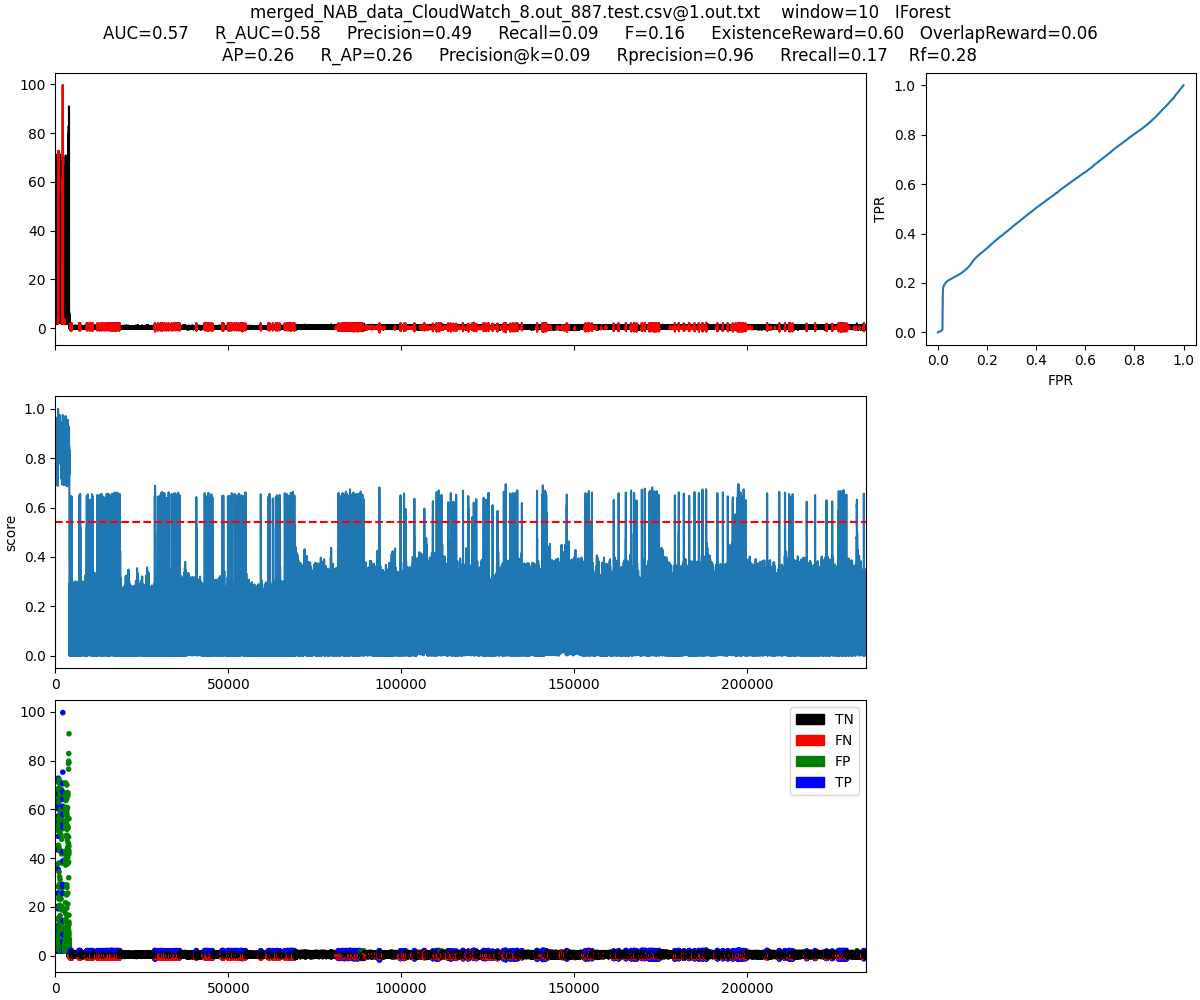 merged_NAB_data_CloudWatch_8.out_887.test.csv@1.out.txt    window=10   IForest
AUC=0.57     R_AUC=0.58     Precision=0.49     Recall=0.09     F=0.16     ExistenceReward=0.60   OverlapReward=0.06
AP=0.26     R_AP=0.26     Precision@k=0.09     Rprecision=0.96     Rrecall=0.17     Rf=0.28
100
80
60
40
20
0
1.0
0.8
0.6
0.4
0.2
0.0
TPR
0.0 0.2 0.4 0.6 0.8 1.0
FPR
1.0
0.8
0.6
0.4
0.2
0.0
score
0 50000 100000 150000 200000
100
80
60
40
20
0
TN
FN
FP
TP
0 50000 100000 150000 200000